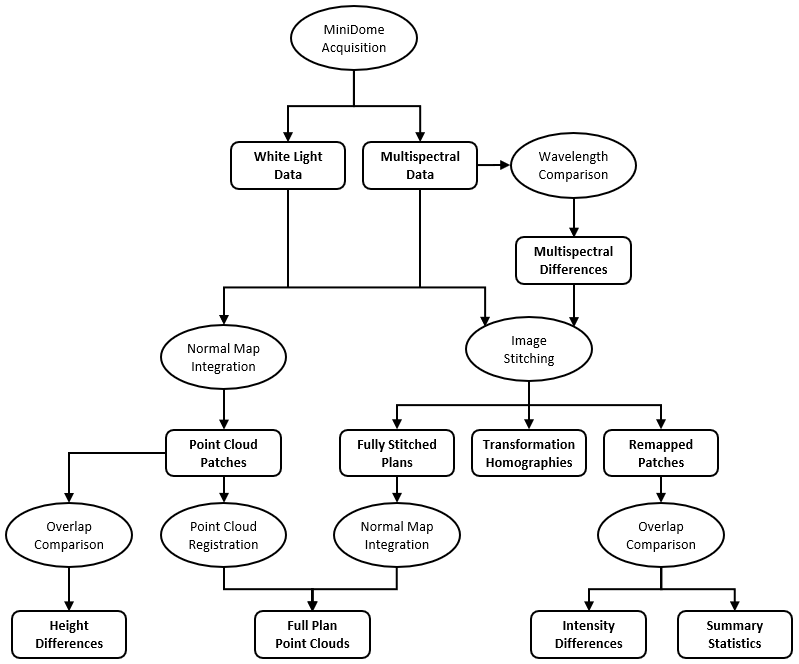 MiniDome
Acquisition
White Light
Data
Multispectral
Data
Wavelength
Comparison
Multispectral
Differences
Normal Map
Integration
Image
Stitching
Point Cloud
Patches
Fully Stitched
Plans
Transformation
Homographies
Remapped
Patches
Overlap
Comparison
Point Cloud
Registration
Normal Map
Integration
Overlap
Comparison
Height
Differences
Full Plan
Point Clouds
Intensity
Differences
Summary
Statistics